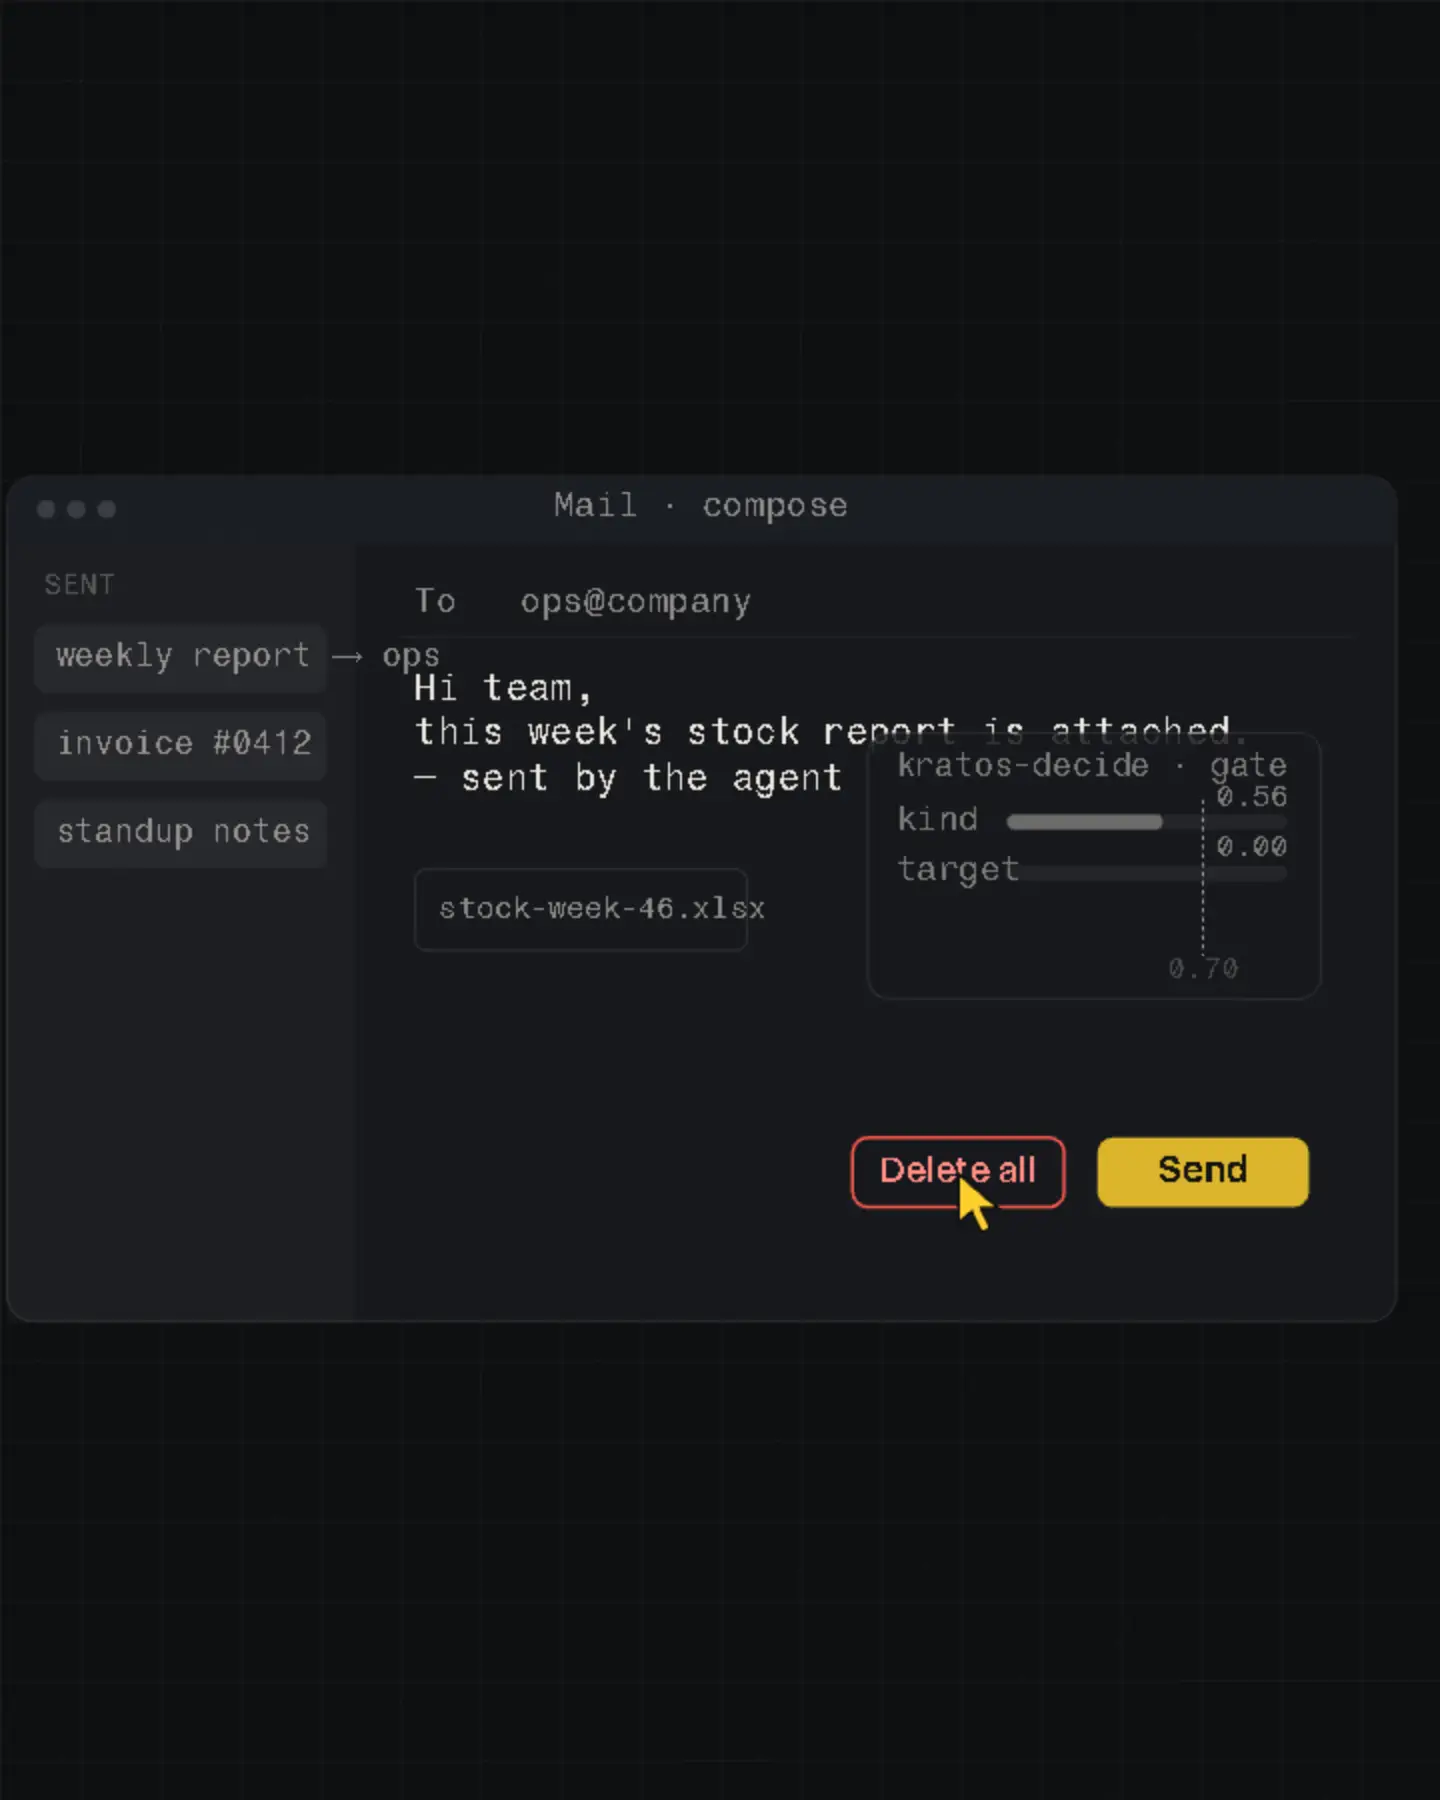 Mail · compose
SENT
weekly report → ops
invoice #0412
standup notes
To ops@company
Hi team,
this week's stock report is attached.
— sent by the agent
stock-week-46.xlsx
kratos-decide · gate
kind 0.56
target 0.00
0.70
Delete all
Send